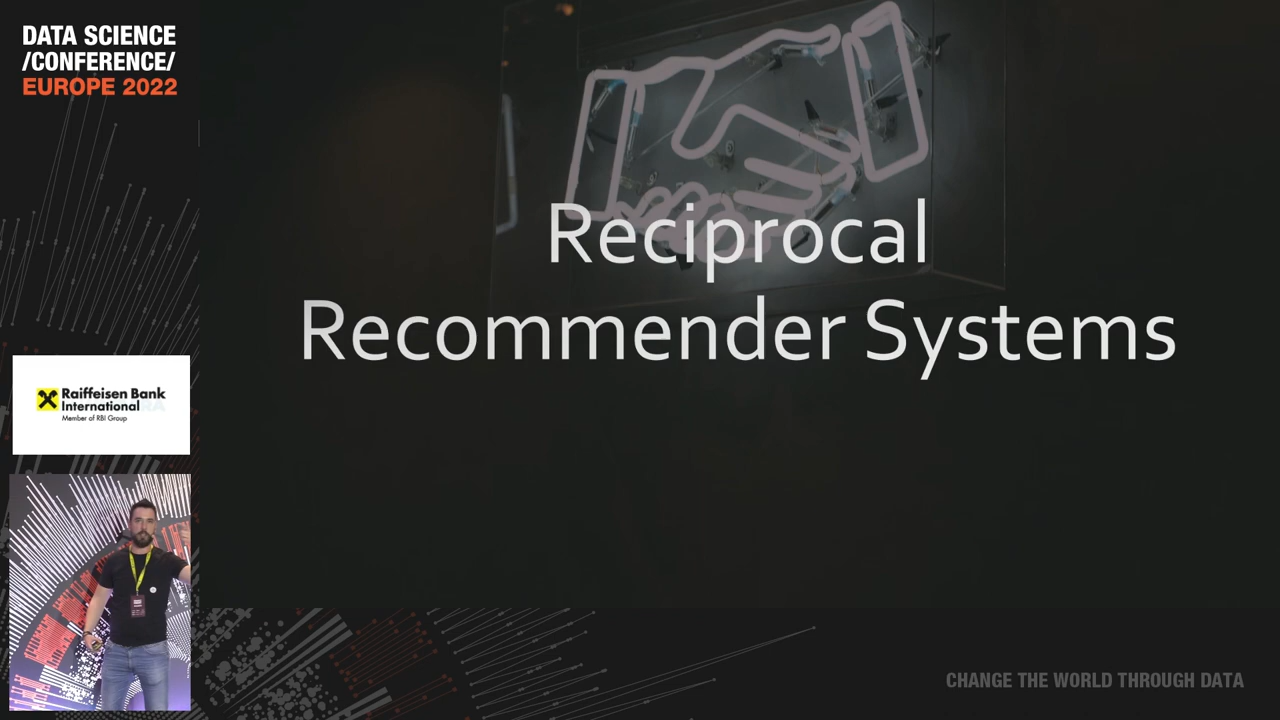 DATA SCIENCE
/CONFERENCE/
EUROPE 2022
Reciprocal
Recommender Systems
Raiffeisen Bank
International
Member of RBI Group
CHANGE THE WORLD THROUGH DATA